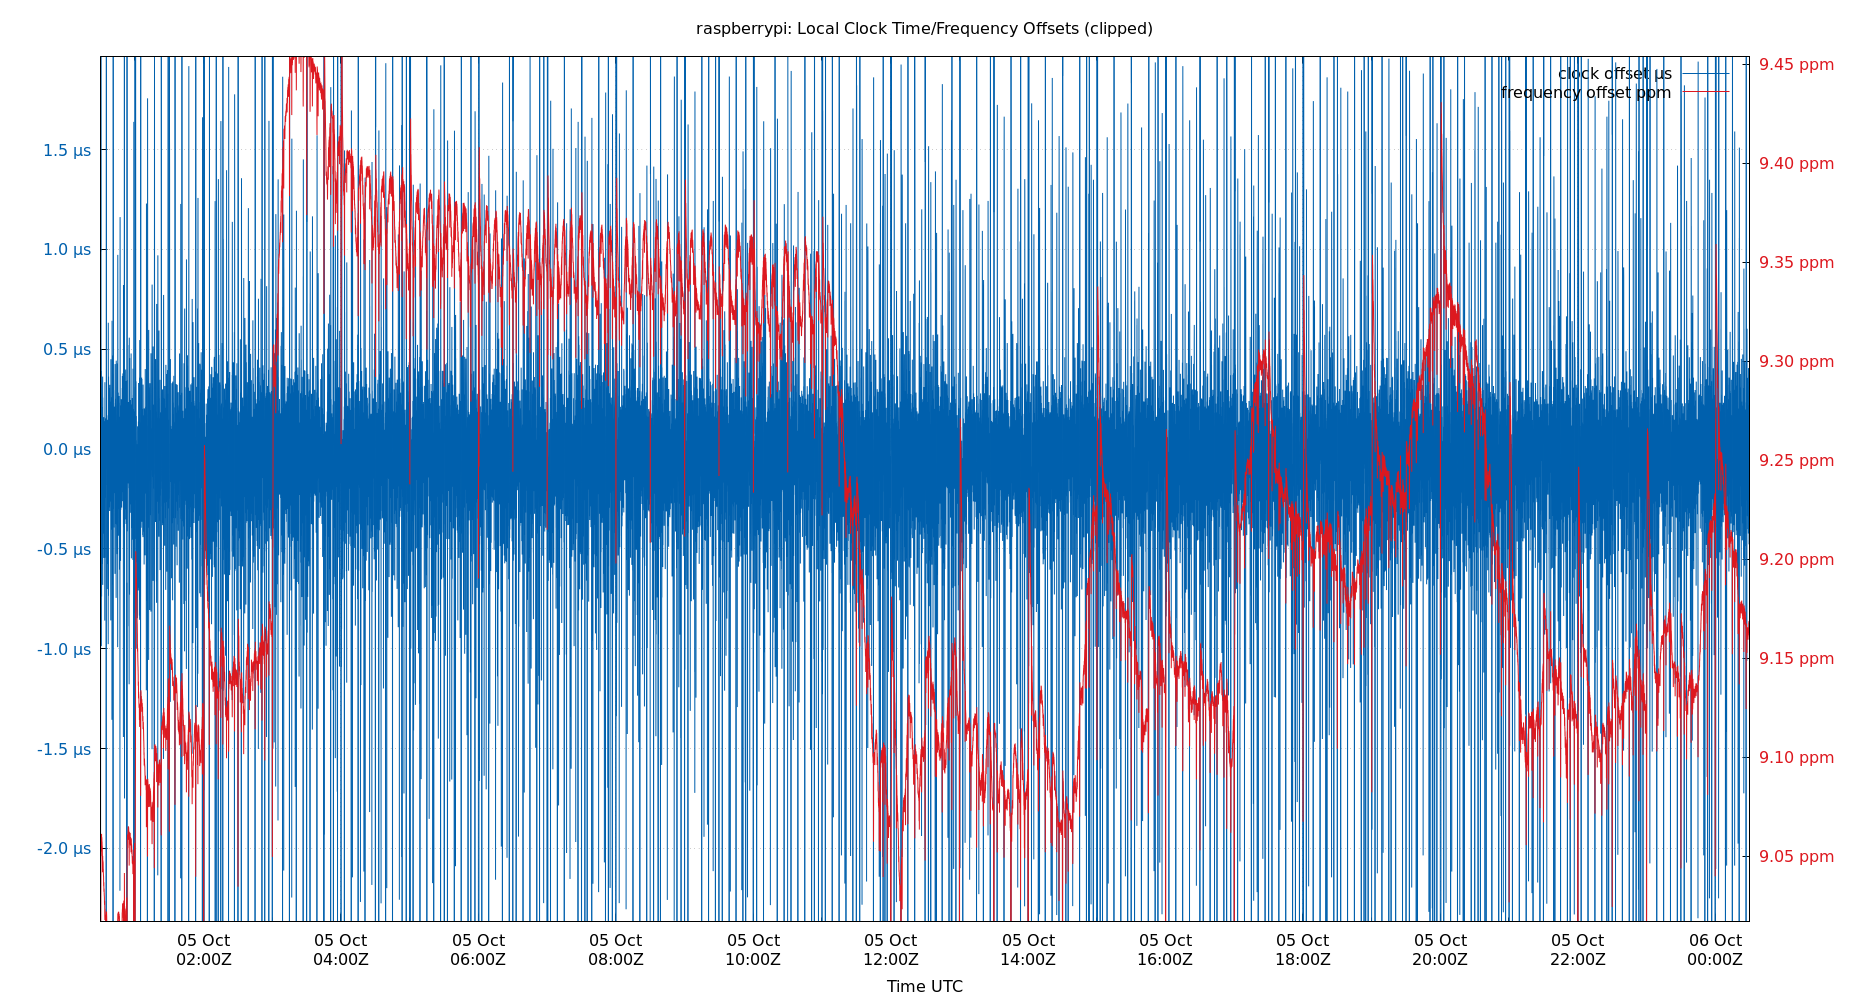 raspberrypi: Local Clock Time/Frequency Offsets (clipped)
clock offset µs
frequency offset ppm
1.5 µs
1.0 µs
0.5 µs
0.0 µs
-0.5 µs
-1.0 µs
-1.5 µs
-2.0 µs
9.45 ppm
9.40 ppm
9.35 ppm
9.30 ppm
9.25 ppm
9.20 ppm
9.15 ppm
9.10 ppm
9.05 ppm
05 Oct 05 Oct 05 Oct 05 Oct 05 Oct 05 Oct 05 Oct 05 Oct 05 Oct 05 Oct 05 Oct 06 Oct
02:00Z 04:00Z 06:00Z 08:00Z 10:00Z 12:00Z 14:00Z 16:00Z 18:00Z 20:00Z 22:00Z 00:00Z
Time UTC